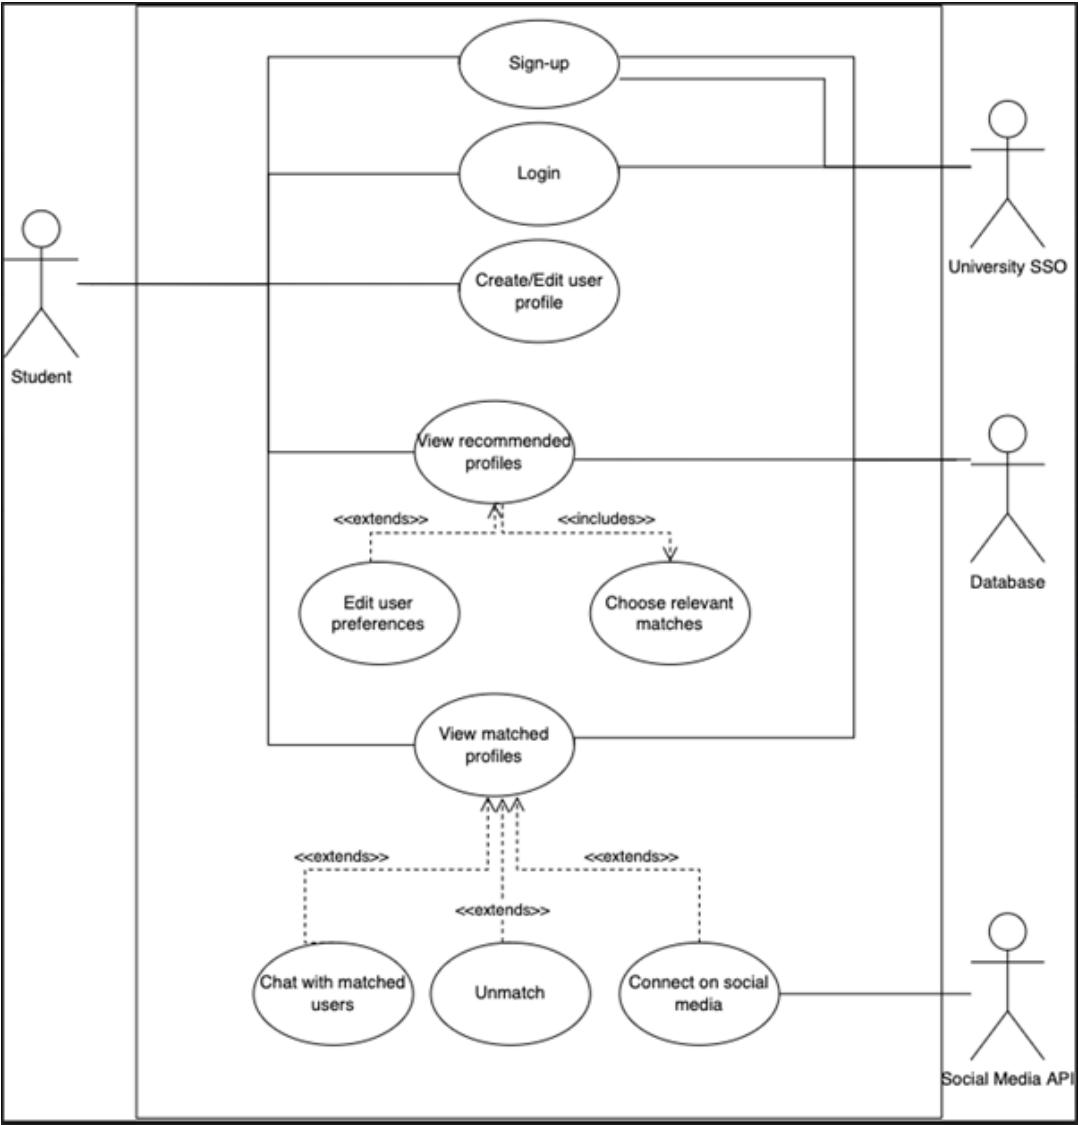 Sign-up
Login
University SSO
Create/Edit user
profile
Student
View recommended
profiles
<<extends>>
<<includes>>
Database
Edit user
preferences
Choose relevant
matches
View matched
profiles
<<extends>>
<<extends>>
<<extends>>
Chat with matched
users
Unmatch
Connect on social
media
Social Media API